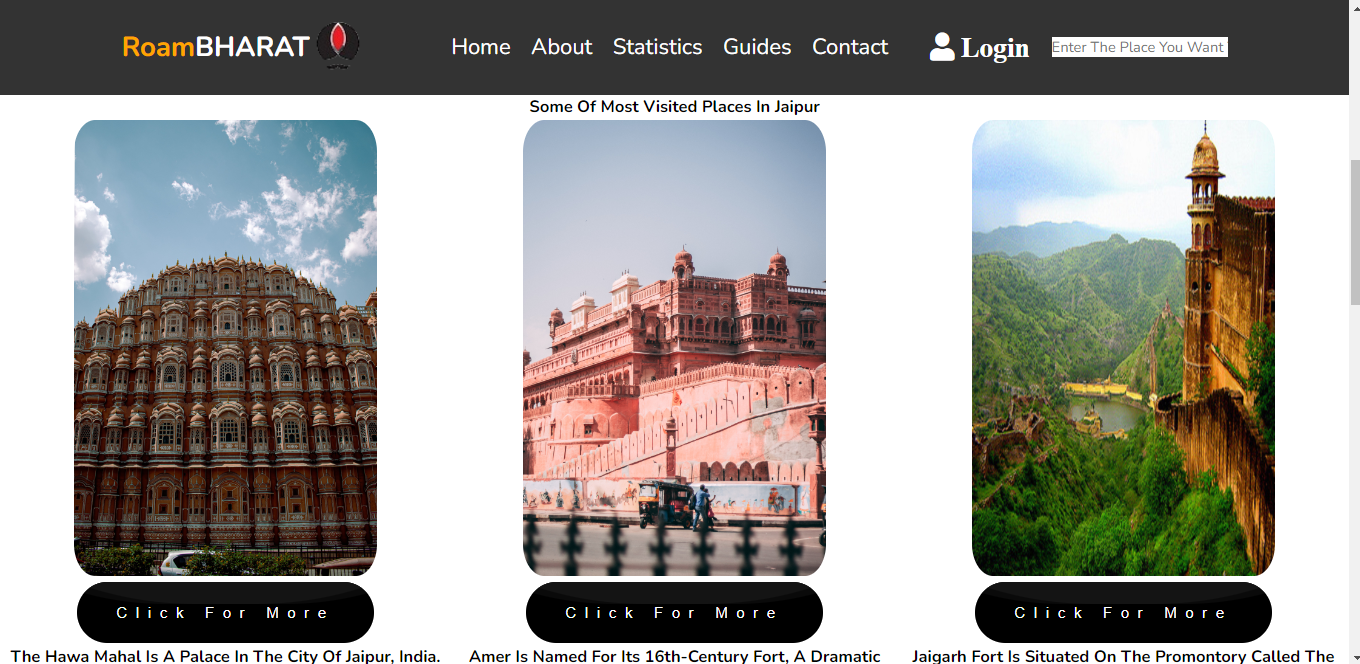 RoamBHARAT
Home About Statistics Guides Contact
Login
Enter The Place You Want
Some Of Most Visited Places In Jaipur
Click For More
Click For More
Click For More
The Hawa Mahal Is A Palace In The City Of Jaipur, India.
Amer Is Named For Its 16th-Century Fort, A Dramatic
Jaigarh Fort Is Situated On The Promontory Called The